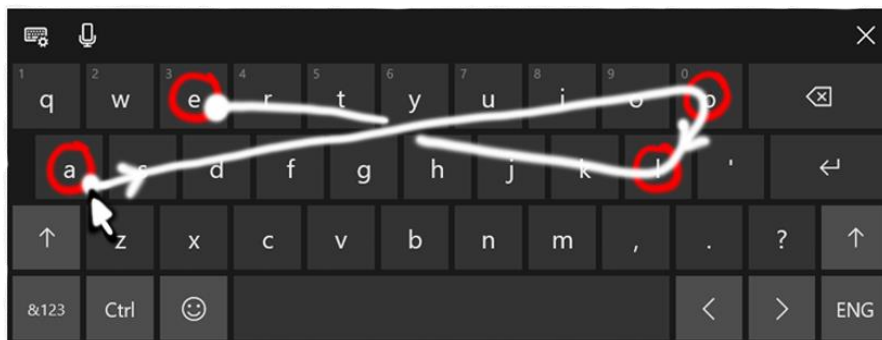 1 2 3 4 5 6 7 8 9 0
q w e r t y u i o p
a s d f g h j k l '
z x c v b n m , . ?
&123 Ctrl < > ENG